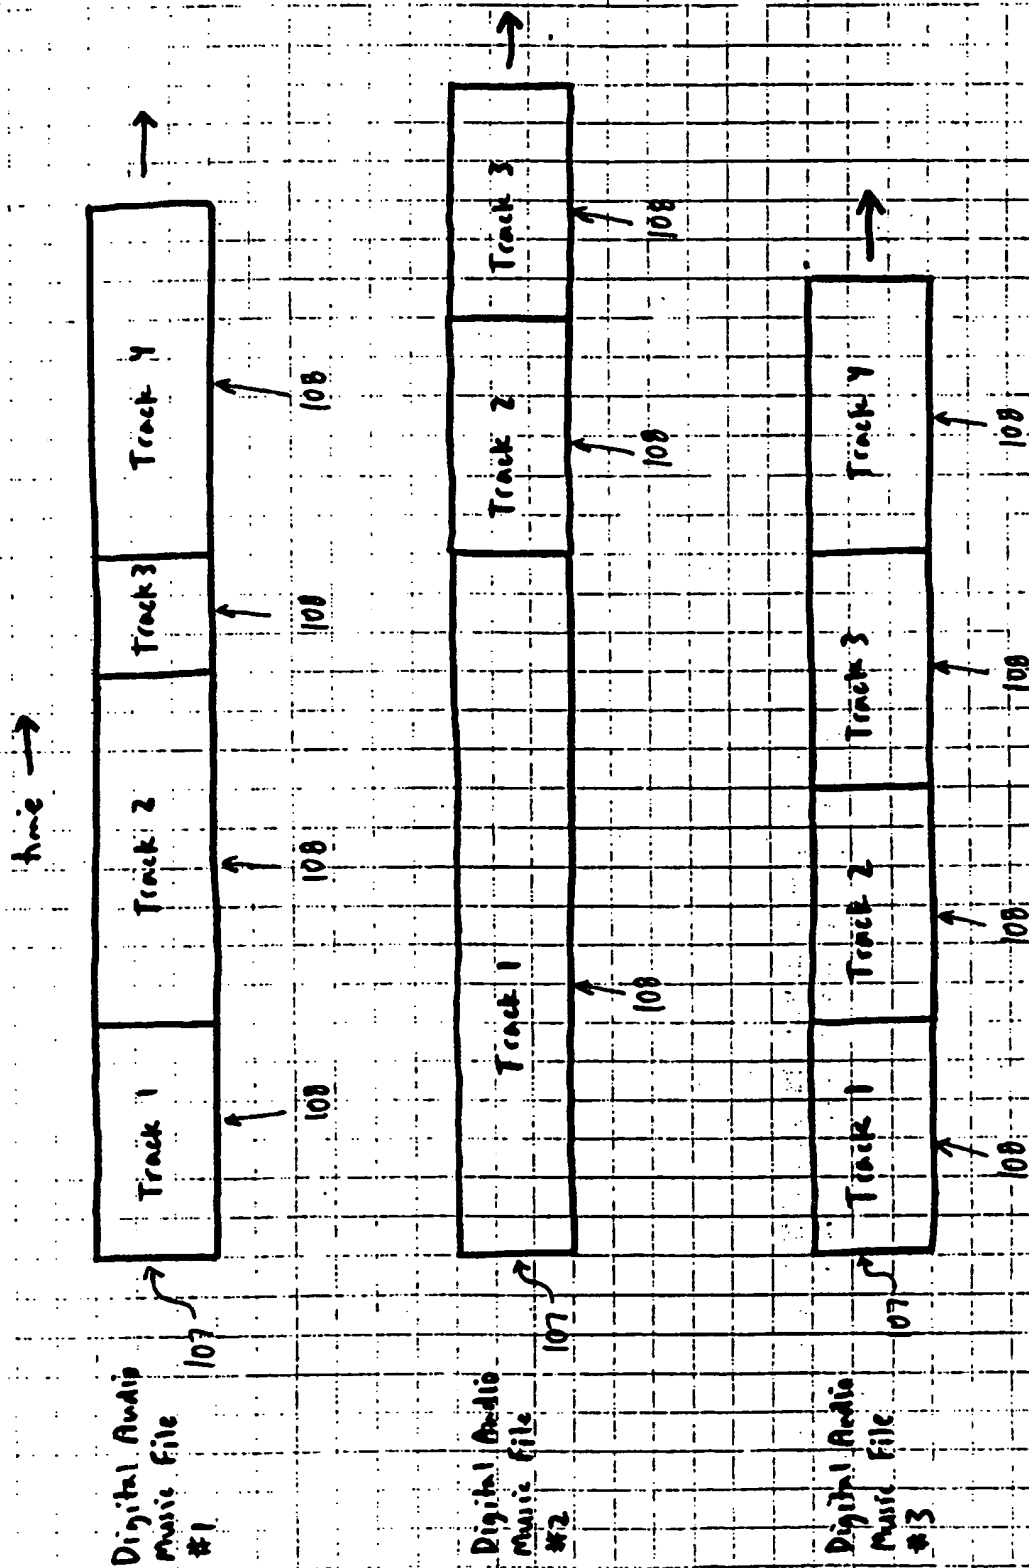 time →
Digital Audio
Music File
#1
107
Track 1
Track 2
Track 3
Track 4
108
108
108
108
Digital Audio
Music File
#2
107
Track 1
Track 2
Track 3
108
108
108
Digital Audio
Music File
#3
107
Track 1
Track 2
Track 3
Track 4
108
108
108
108